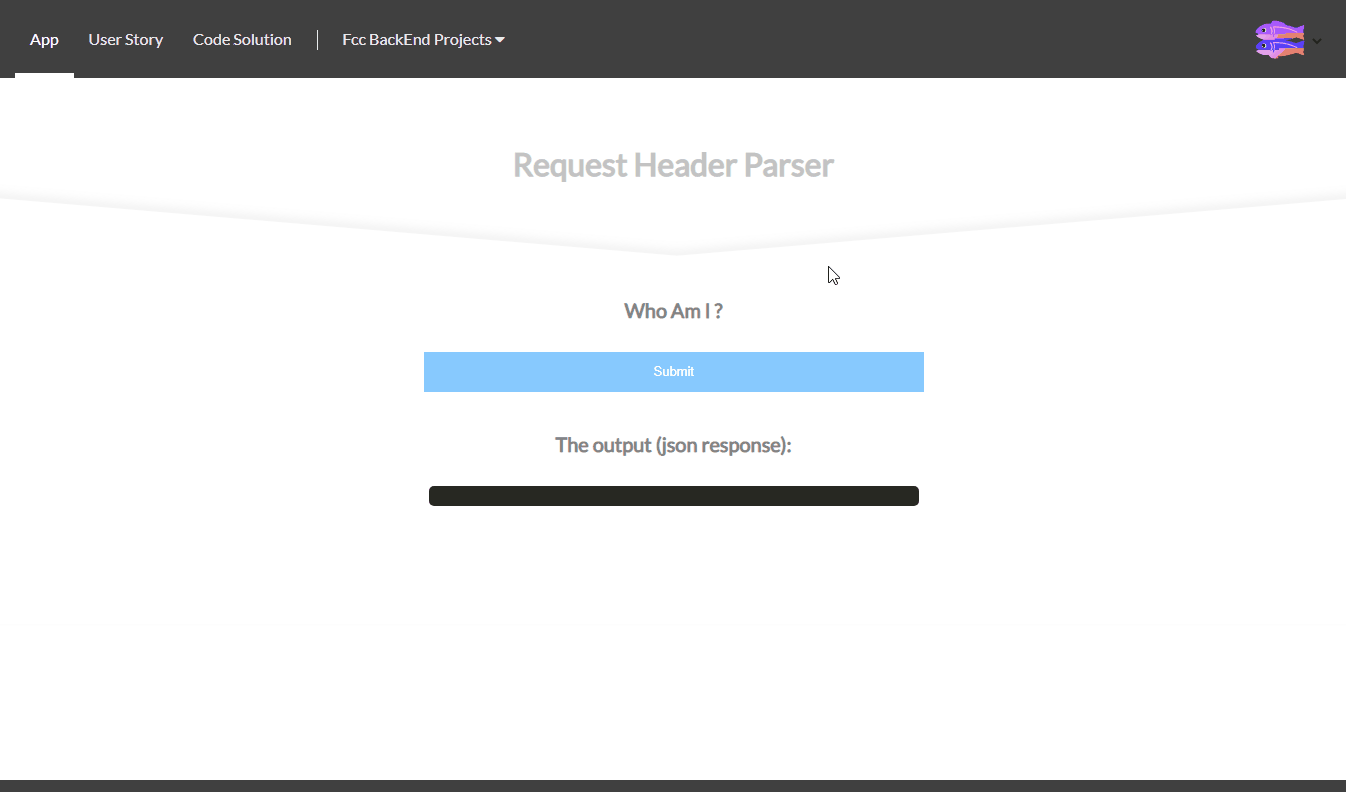 App User Story Code Solution Fcc BackEnd Projects
Request Header Parser
Who Am I ?
Submit
The output (json response):